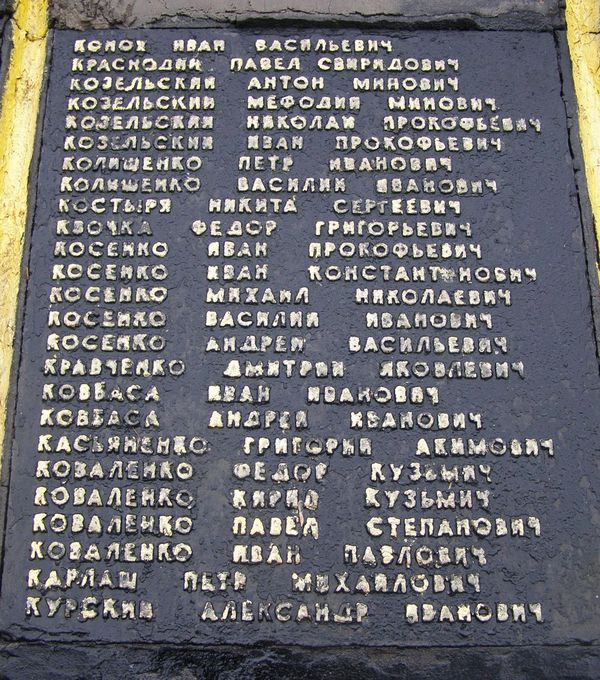 КОНОХ ИВАН ВАСИЛЬЕВИЧ
КРАСНОДИН ПАВЕЛ СВИРИДОВИЧ
КОЗЕЛЬСКИЙ АНТОН МИНОВИЧ
КОЗЕЛЬСКИЙ МЕФОДИЙ МИНОВИЧ
КОЗЕЛЬСКИЙ НИКОЛАЙ ПРОКОФЬЕВИЧ
КОЗЕЛЬСКИЙ ИВАН ПРОКОФЬЕВИЧ
КОЛИШЕНКО ПЕТР ИВАНОВИЧ
КОЛИШЕНКО ВАСИЛИЙ ИВАНОВИЧ
КОСТЫРЯ НИКИТА СЕРГЕЕВИЧ
КВОЧКА ФЕДОР ГРИГОРЬЕВИЧ
КОСЕНКО ИВАН ПРОКОФЬЕВИЧ
КОСЕНКО ИВАН КОНСТАНТИНОВИЧ
КОСЕНКО МИХАИЛ НИКОЛАЕВИЧ
КОСЕНКО ВАСИЛИЙ ИВАНОВИЧ
КОСЕНКО АНДРЕЙ ВАСИЛЬЕВИЧ
КРАВЧЕНКО ДМИТРИЙ ЯКОВЛЕВИЧ
КОВБАСА ИВАН ИВАНОВИЧ
КОВБАСА АНДРЕЙ ИВАНОВИЧ
КАСЬЯНЕНКО ГРИГОРИЙ АКИМОВИЧ
КОВАЛЕНКО ФЕДОР КУЗЬМИЧ
КОВАЛЕНКО КИРИЛ КУЗЬМИЧ
КОВАЛЕНКО ПАВЕЛ СТЕПАНОВИЧ
КОВАЛЕНКО ИВАН ПАВЛОВИЧ
КАРЛАШ ПЕТР МИХАЙЛОВИЧ
КУРСКИЙ АЛЕКСАНДР ИВАНОВИЧ